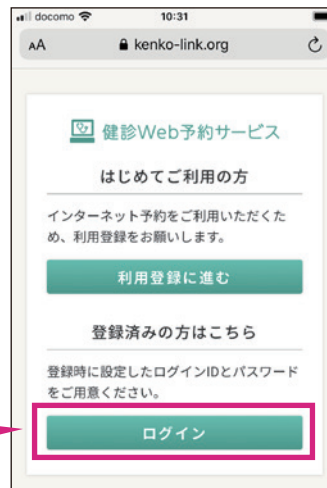 docomo 10:31
AA kenko-link.org
健診Web予約サービス
はじめてご利用の方
インターネット予約をご利用いただくた
め、利用登録をお願いします。
利用登録に進む
登録済みの方はこちら
登録時に設定したログインIDとパスワード
をご用意ください。
ログイン